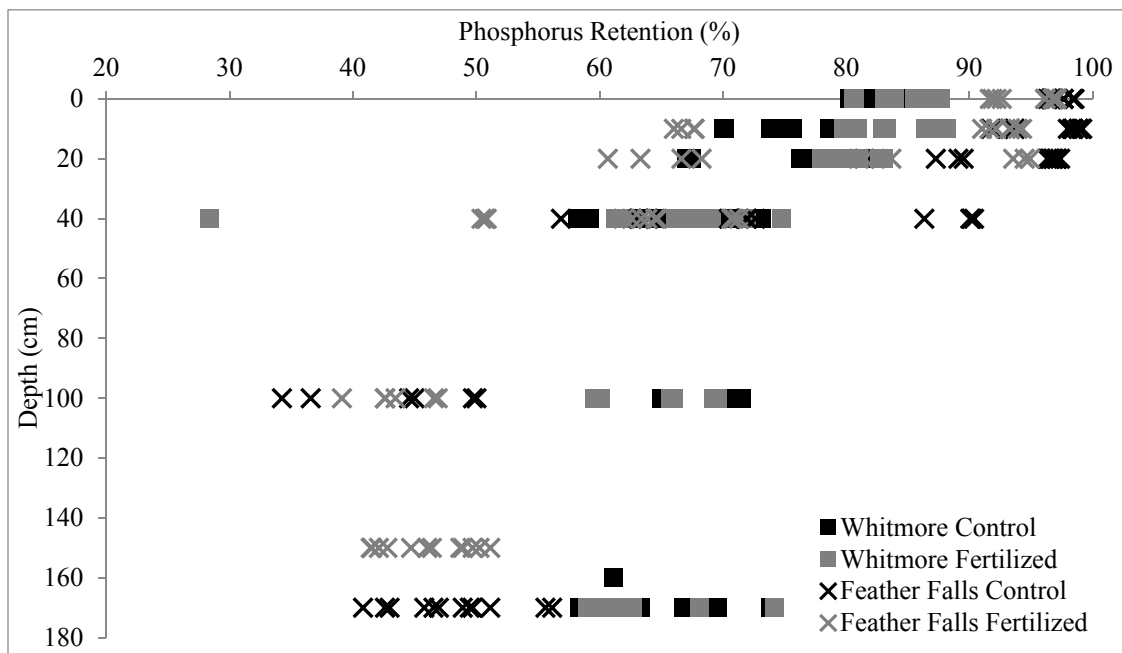 Phosphorus Retention (%)
20 30 40 50 60 70 80 90 100
0
20
40
60
80
100
120
140
160
180
Depth (cm)
Whitmore Control
Whitmore Fertilized
Feather Falls Control
Feather Falls Fertilized